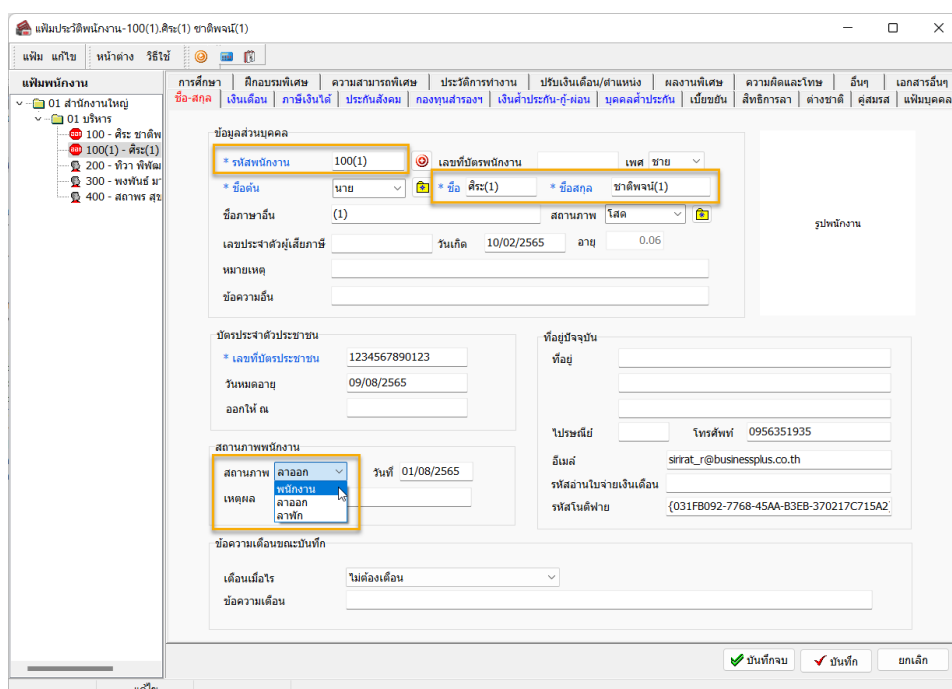 แฟ้มประวัติพนักงาน-100(1).ศิระ(1) ชาติพจน์(1)
แฟ้ม แก้ไข หน้าต่าง วิธีใช้
แฟ้มพนักงาน
01 สำนักงานใหญ่
01 บริหาร
100 - ศิระ ชาติพ
100(1) - ศิระ(1)
200 - ทิวา พิพัฒ
300 - พงพันธ์ มา
400 - สถาพร สุข
การศึกษา ฝึกอบรมพิเศษ ความสามารถพิเศษ ประวัติการทำงาน ปรับเงินเดือน/ตำแหน่ง ผลงานพิเศษ ความผิดและโทษ อื่นๆ เอกสารอื่นๆ
ชื่อ-สกุล เงินเดือน ภาษีเงินได้ ประกันสังคม กองทุนสำรองฯ เงินค้ำประกัน-กู้-ผ่อน บุคคลค้ำประกัน เบี้ยขยัน สิทธิการลา ต่างชาติ คู่สมรส แฟ้มบุคคล
ข้อมูลส่วนบุคคล
* รหัสพนักงาน 100(1) เลขที่บัตรพนักงาน เพศ ชาย
* ชื่อต้น นาย * ชื่อ ศิระ(1) * ชื่อสกุล ชาติพจน์(1)
ชื่อภาษาอื่น (1) สถานภาพ โสด
เลขประจำตัวผู้เสียภาษี วันเกิด 10/02/2565 อายุ 0.06
หมายเหตุ
ข้อความอื่น
รูปพนักงาน
บัตรประจำตัวประชาชน
* เลขที่บัตรประชาชน 1234567890123
วันหมดอายุ 09/08/2565
ออกให้ ณ
ที่อยู่ปัจจุบัน
ที่อยู่
ไปรษณีย์ โทรศัพท์ 0956351935
อีเมล์ sirirat_r@businessplus.co.th
รหัสอ่านใบจ่ายเงินเดือน
รหัสโนติฟาย {031FB092-7768-45AA-B3EB-370217C715A2}
สถานภาพพนักงาน
สถานภาพ ลาออก วันที่ 01/08/2565
พนักงาน
เหตุผล ลาออก
ลาพัก
ข้อความเตือนขณะบันทึก
เตือนเมื่อไร ไม่ต้องเตือน
ข้อความเตือน
บันทึกจบ บันทึก ยกเลิก